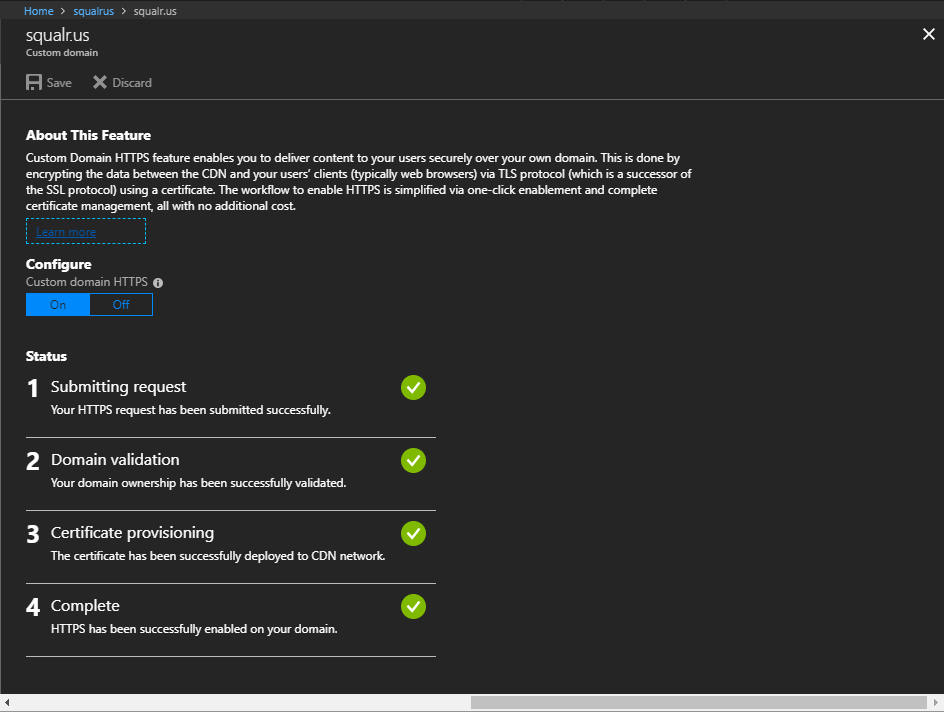 Home > squalrus > squalr.us
squalr.us
Custom domain
Save Discard
About This Feature
Custom Domain HTTPS feature enables you to deliver content to your users securely over your own domain. This is done by
encrypting the data between the CDN and your users' clients (typically web browsers) via TLS protocol (which is a successor of
the SSL protocol) using a certificate. The workflow to enable HTTPS is simplified via one-click enablement and complete
certificate management, all with no additional cost.
Learn more
Configure
Custom domain HTTPS
On Off
Status
1 Submitting request
Your HTTPS request has been submitted successfully.
2 Domain validation
Your domain ownership has been successfully validated.
3 Certificate provisioning
The certificate has been successfully deployed to CDN network.
4 Complete
HTTPS has been successfully enabled on your domain.